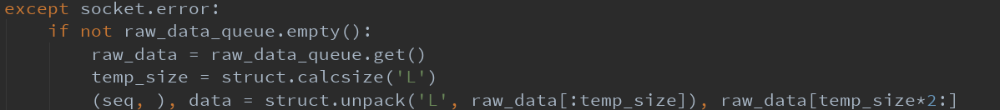 except socket.error:
    if not raw_data_queue.empty():
        raw_data = raw_data_queue.get()
        temp_size = struct.calcsize('L')
        (seq, ), data = struct.unpack('L', raw_data[:temp_size]), raw_data[temp_size*2:]